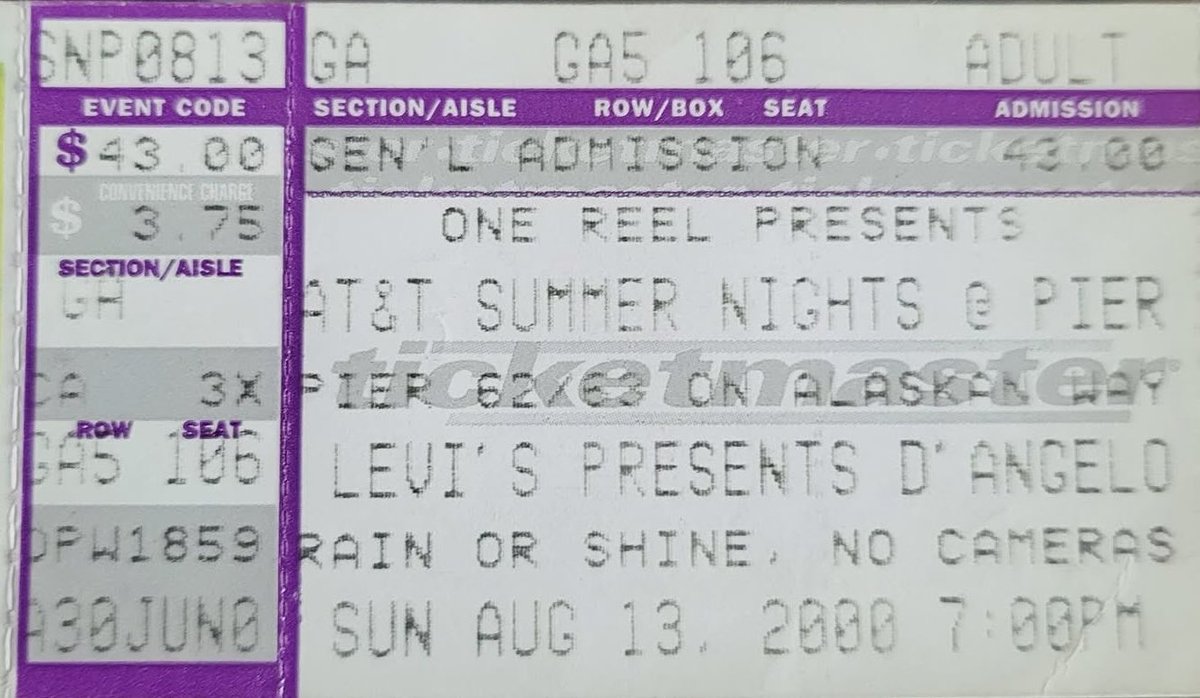 SNP0813
EVENT CODE
$ 43.00
CONVENIENCE CHARGE
$ 3.75
SECTION/AISLE
GA
CA 3X
ROW SEAT
GA5 106
OPW1859
A30JUN0
GA GA5 106 ADULT
SECTION/AISLE ROW/BOX SEAT ADMISSION
GEN'L ADMISSION 43.00
ONE REEL PRESENTS
AT&T SUMMER NIGHTS @ PIER
ticketmaster
PIER 62X63 ON ALASKAN WAY
LEVI'S PRESENTS D'ANGELO
RAIN OR SHINE, NO CAMERAS
SUN AUG 13, 2000 7:00PM